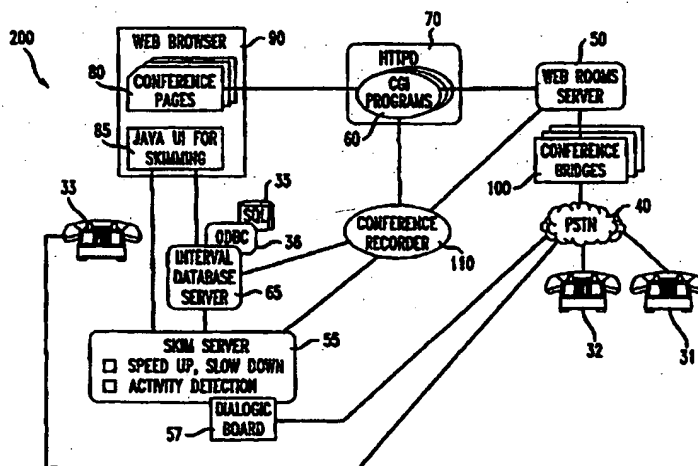 200
WEB BROWSER
90
80
CONFERENCE
PAGES
85
JAVA UI FOR
SKIMMING
70
HTTPD
CGI
PROGRAMS
60
50
WEB ROOMS
SERVER
CONFERENCE
BRIDGES
100
33
33
SQL
ODBC
36
INTERVAL
DATABASE
SERVER
65
CONFERENCE
RECORDER
110
PSTN
40
32
31
SKIM SERVER
55
SPEED UP, SLOW DOWN
ACTIVITY DETECTION
DIALOGIC
BOARD
57